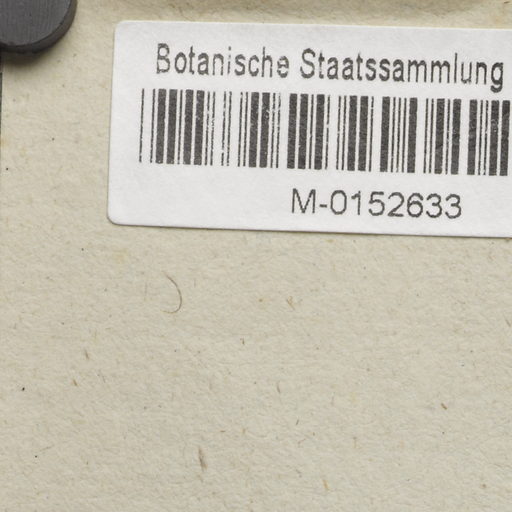 Botanische Staatssammlung
M-0152633